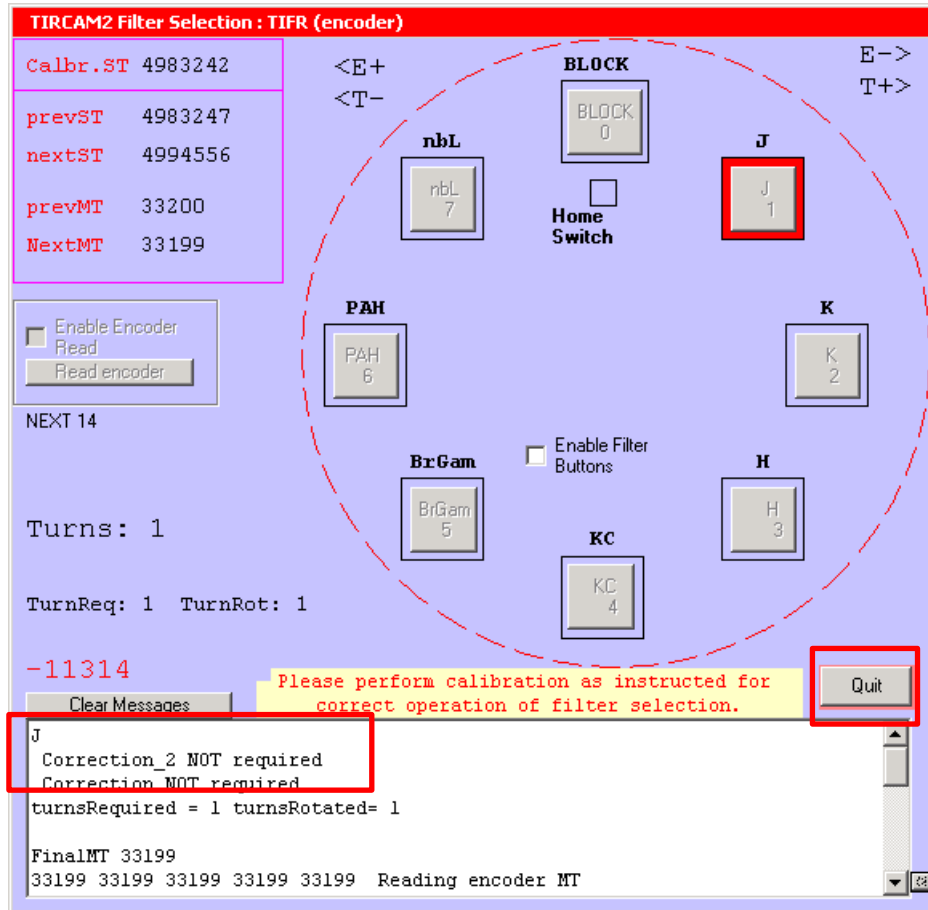 TIRCAM2 Filter Selection : TIFR (encoder)
Calbr.ST 4983242
prevST 4983247
nextST 4994556
prevMT 33200
NextMT 33199
<E+
<T-
E->
T+>
BLOCK
BLOCK
0
nbL
nbL
7
J
J
1
Home
Switch
PAH
PAH
6
K
K
2
Enable Encoder
Read
Read encoder
NEXT 14
Enable Filter
Buttons
BrGam
BrGam
5
H
H
3
KC
KC
4
Turns: 1
TurnReq: 1 TurnRot: 1
-11314
Please perform calibration as instructed for
correct operation of filter selection.
Quit
Clear Messages
J
Correction_2 NOT required
Correction NOT required
turnsRequired = 1 turnsRotated= 1
FinalMT 33199
33199 33199 33199 33199 33199 Reading encoder MT